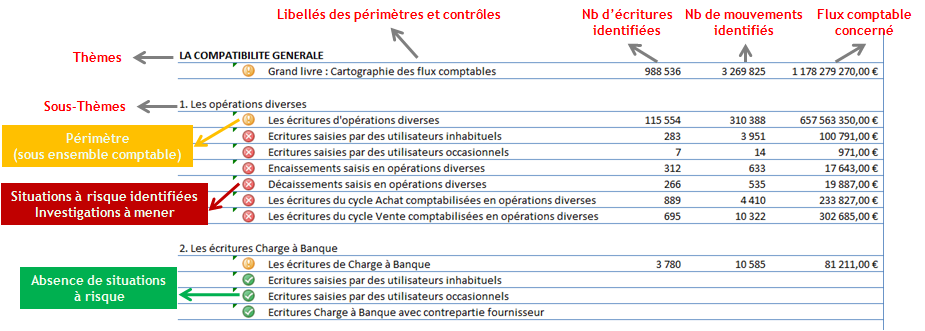 Libellés des périmètres et contrôles
Nb d'écritures identifiées
Nb de mouvements identifiés
Flux comptable concerné
Thèmes
LA COMPATIBILITE GENERALE
Grand livre : Cartographie des flux comptables 988 536 3 269 825 1 178 279 270,00 €
Sous-Thèmes
1. Les opérations diverses
Périmètre
(sous ensemble comptable)
Les écritures d'opérations diverses 115 554 310 388 657 563 350,00 €
Ecritures saisies par des utilisateurs inhabituels 283 3 951 100 791,00 €
Ecritures saisies par des utilisateurs occasionnels 7 14 971,00 €
Encaissements saisis en opérations diverses 312 633 17 643,00 €
Situations à risque identifiées
Investigations à mener
Décaissements saisis en opérations diverses 266 535 19 887,00 €
Les écritures du cycle Achat comptabilisées en opérations diverses 889 4 410 233 827,00 €
Les écritures du cycle Vente comptabilisées en opérations diverses 695 10 322 302 685,00 €
2. Les écritures Charge à Banque
Les écritures de Charge à Banque 3 780 10 585 81 211,00 €
Absence de situations
à risque
Ecritures saisies par des utilisateurs inhabituels
Ecritures saisies par des utilisateurs occasionnels
Ecritures Charge à Banque avec contrepartie fournisseur